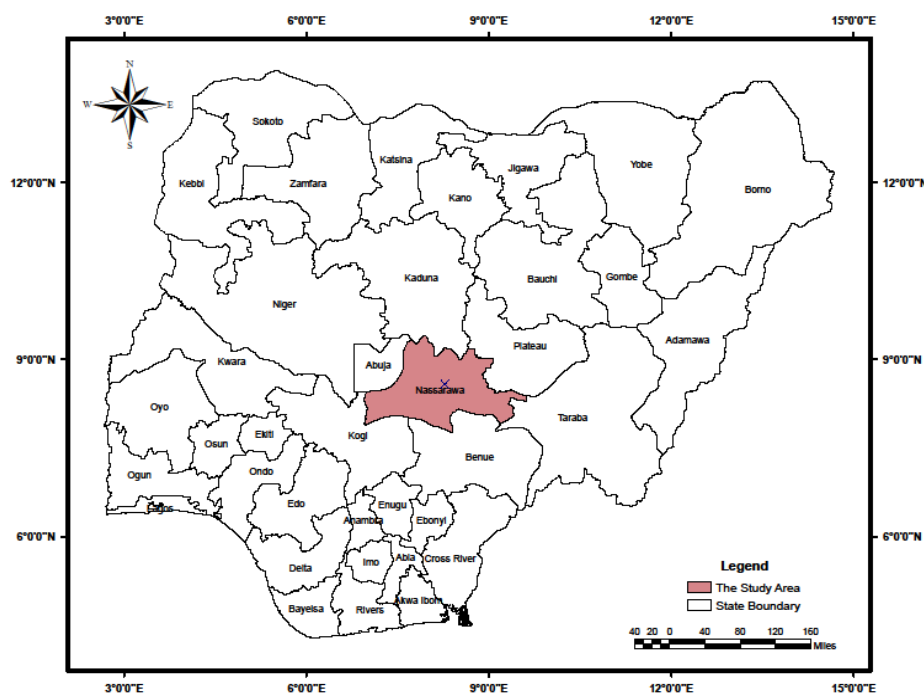 3°0'0"E 6°0'0"E 9°0'0"E 12°0'0"E 15°0'0"E
N
W E
S
Sokoto
Katsina
Jigawa
Yobe
12°0'0"N 12°0'0"N
Kebbi
Zamfara
Kano
Borno
Kaduna
Bauchi
Gombe
Niger
Plateau
Adamawa
9°0'0"N 9°0'0"N
Kwara
Abuja
Nassarawa
Oyo
Taraba
Osun
Ekiti
Kogi
Benue
Ogun
Ondo
Edo
Enugu
Lagos
Anambra
Ebonyi
6°0'0"N 6°0'0"N
Delta
Imo
Abia
Cross River
Bayelsa
Rivers
Akwa Ibom
Legend
The Study Area
State Boundary
40 20 0 40 80 120 160
Miles
3°0'0"E 6°0'0"E 9°0'0"E 12°0'0"E 15°0'0"E